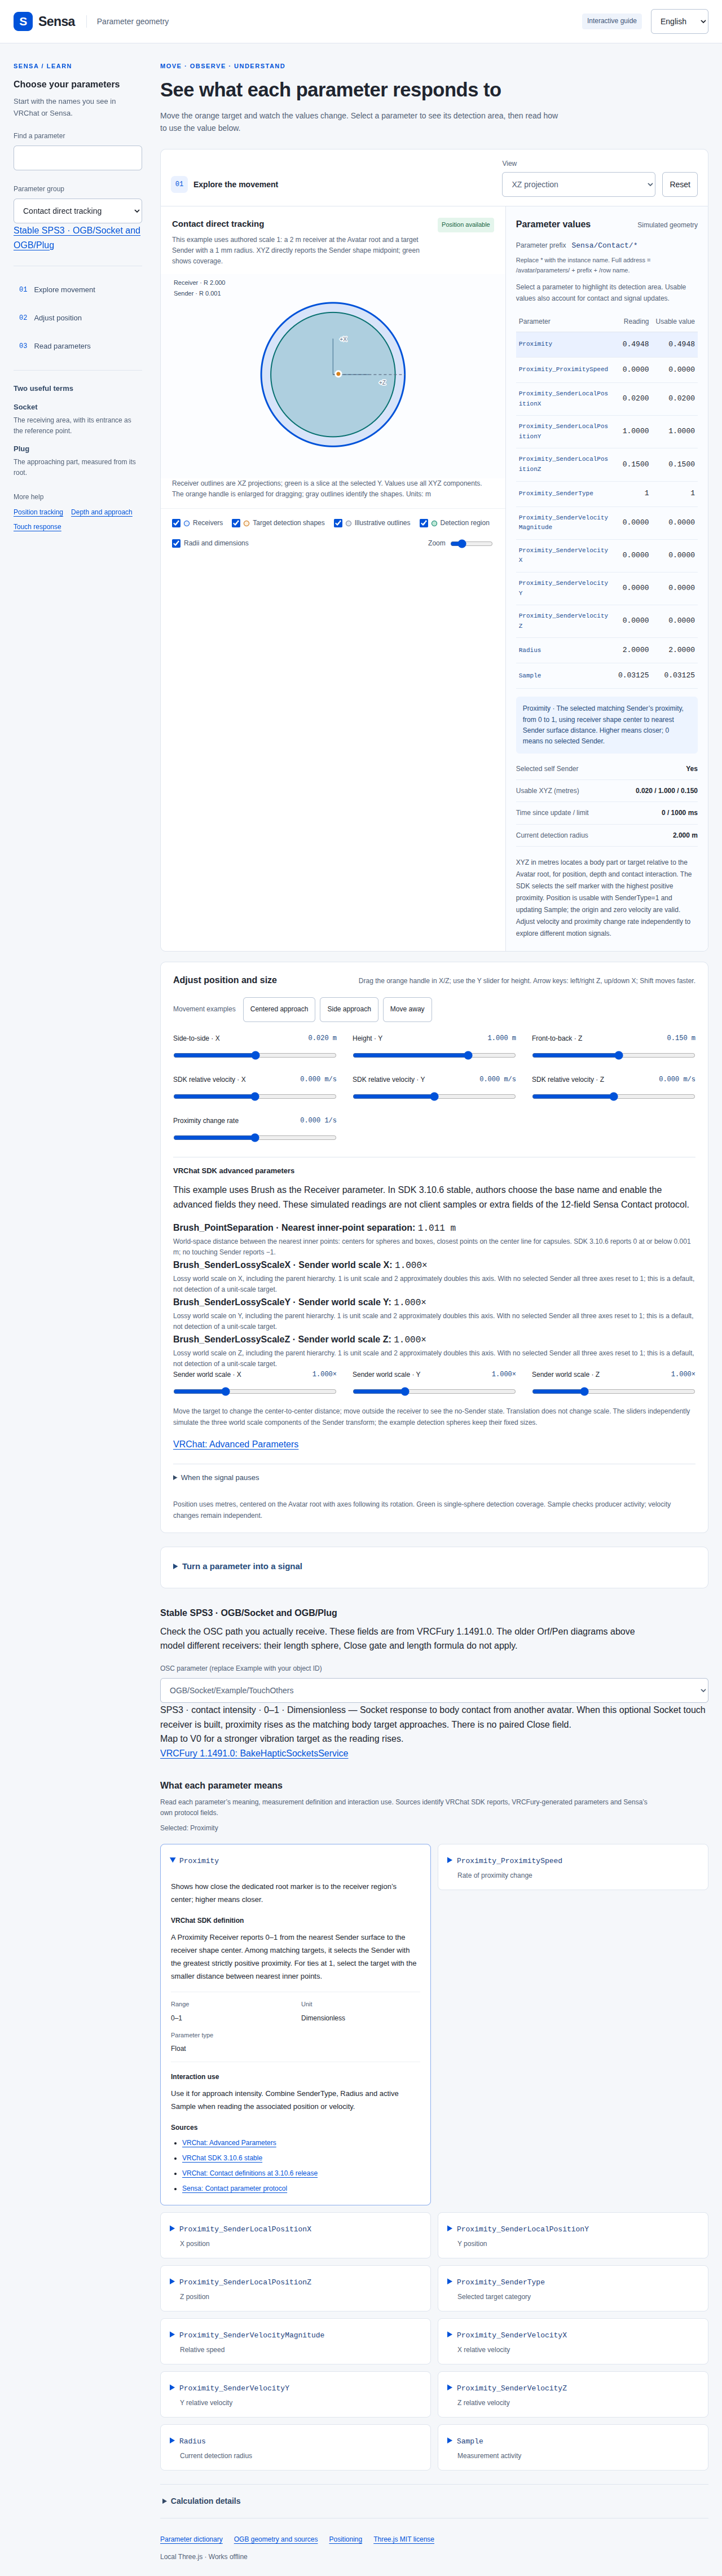 S Sensa
Parameter geometry
Interactive guide
English
SENSA / LEARN
Choose your parameters
Start with the names you see in
VRChat or Sensa.
Find a parameter
Parameter group
Contact direct tracking
Stable SPS3 · OGB/Socket and
OGB/Plug
01 Explore movement
02 Adjust position
03 Read parameters
Two useful terms
Socket
The receiving area, with its entrance as
the reference point.
Plug
The approaching part, measured from its
root.
More help
Position tracking Depth and approach
Touch response
MOVE · OBSERVE · UNDERSTAND
See what each parameter responds to
Move the orange target and watch the values change. Select a parameter to see its detection area, then read how
to use the value below.
01 Explore the movement
View
XZ projection
Reset
Contact direct tracking
Position available
This example uses authored scale 1: a 2 m receiver at the Avatar root and a target
Sender with a 1 mm radius. XYZ directly reports the Sender shape midpoint; green
shows coverage.
Receiver · R 2.000
Sender · R 0.001
+X
+Z
Receiver outlines are XZ projections; green is a slice at the selected Y. Values use all XYZ components.
The orange handle is enlarged for dragging; gray outlines identify the shapes. Units: m
Receivers
Target detection shapes
Illustrative outlines
Detection region
Radii and dimensions
Zoom
Parameter values
Simulated geometry
Parameter prefix Sensa/Contact/*
Replace * with the instance name. Full address =
/avatar/parameters/ + prefix + /row name.
Select a parameter to highlight its detection area. Usable
values also account for contact and signal updates.
Parameter Reading Usable value
Proximity 0.4948 0.4948
Proximity_ProximitySpeed 0.0000 0.0000
Proximity_SenderLocalPos
itionX 0.0200 0.0200
Proximity_SenderLocalPos
itionY 1.0000 1.0000
Proximity_SenderLocalPos
itionZ 0.1500 0.1500
Proximity_SenderType 1 1
Proximity_SenderVelocity
Magnitude 0.0000 0.0000
Proximity_SenderVelocity
X 0.0000 0.0000
Proximity_SenderVelocity
Y 0.0000 0.0000
Proximity_SenderVelocity
Z 0.0000 0.0000
Radius 2.0000 2.0000
Sample 0.03125 0.03125
Proximity · The selected matching Sender's proximity,
from 0 to 1, using receiver shape center to nearest
Sender surface distance. Higher means closer; 0
means no selected Sender.
Selected self Sender Yes
Usable XYZ (metres) 0.020 / 1.000 / 0.150
Time since update / limit 0 / 1000 ms
Current detection radius 2.000 m
XYZ in metres locates a body part or target relative to the
Avatar root, for position, depth and contact interaction. The
SDK selects the self marker with the highest positive
proximity. Position is usable with SenderType=1 and
updating Sample; the origin and zero velocity are valid.
Adjust velocity and proximity change rate independently to
explore different motion signals.
Adjust position and size
Drag the orange handle in X/Z; use the Y slider for height. Arrow keys: left/right Z, up/down X; Shift moves faster.
Movement examples
Centered approach
Side approach
Move away
Side-to-side · X 0.020 m
Height · Y 1.000 m
Front-to-back · Z 0.150 m
SDK relative velocity · X 0.000 m/s
SDK relative velocity · Y 0.000 m/s
SDK relative velocity · Z 0.000 m/s
Proximity change rate 0.000 1/s
VRChat SDK advanced parameters
This example uses Brush as the Receiver parameter. In SDK 3.10.6 stable, authors choose the base name and enable the
advanced fields they need. These simulated readings are not client samples or extra fields of the 12-field Sensa Contact protocol.
Brush_PointSeparation · Nearest inner-point separation: 1.011 m
World-space distance between the nearest inner points: centers for spheres and boxes, closest points on the center line for capsules. SDK 3.10.6 reports 0 at or below 0.001
m; no touching Sender reports −1.
Brush_SenderLossyScaleX · Sender world scale X: 1.000×
Lossy world scale on X, including the parent hierarchy. 1 is unit scale and 2 approximately doubles this axis. With no selected Sender all three axes reset to 1; this is a default,
not detection of a unit-scale target.
Brush_SenderLossyScaleY · Sender world scale Y: 1.000×
Lossy world scale on Y, including the parent hierarchy. 1 is unit scale and 2 approximately doubles this axis. With no selected Sender all three axes reset to 1; this is a default,
not detection of a unit-scale target.
Brush_SenderLossyScaleZ · Sender world scale Z: 1.000×
Lossy world scale on Z, including the parent hierarchy. 1 is unit scale and 2 approximately doubles this axis. With no selected Sender all three axes reset to 1; this is a default,
not detection of a unit-scale target.
Sender world scale · X 1.000×
Sender world scale · Y 1.000×
Sender world scale · Z 1.000×
Move the target to change the center-to-center distance; move outside the receiver to see the no-Sender state. Translation does not change scale. The sliders independently
simulate the three world scale components of the Sender transform; the example detection spheres keep their fixed sizes.
VRChat: Advanced Parameters
When the signal pauses
Position uses metres, centered on the Avatar root with axes following its rotation. Green is single-sphere detection coverage. Sample checks producer activity; velocity
changes remain independent.
Turn a parameter into a signal
Stable SPS3 · OGB/Socket and OGB/Plug
Check the OSC path you actually receive. These fields are from VRCFury 1.1491.0. The older Orf/Pen diagrams above
model different receivers: their length sphere, Close gate and length formula do not apply.
OSC parameter (replace Example with your object ID)
OGB/Socket/Example/TouchOthers
SPS3 · contact intensity · 0–1 · Dimensionless — Socket response to body contact from another avatar. When this optional Socket touch
receiver is built, proximity rises as the matching body target approaches. There is no paired Close field.
Map to V0 for a stronger vibration target as the reading rises.
VRCFury 1.1491.0: BakeHapticSocketsService
What each parameter means
Read each parameter's meaning, measurement definition and interaction use. Sources identify VRChat SDK reports, VRCFury-generated parameters and Sensa's
own protocol fields.
Selected: Proximity
Proximity
Shows how close the dedicated root marker is to the receiver region's
center; higher means closer.
VRChat SDK definition
A Proximity Receiver reports 0–1 from the nearest Sender surface to the
receiver shape center. Among matching targets, it selects the Sender with
the greatest strictly positive proximity. For ties at 1, select the target with the
smaller distance between nearest inner points.
Range Unit
0–1 Dimensionless
Parameter type
Float
Interaction use
Use it for approach intensity. Combine SenderType, Radius and active
Sample when reading the associated position or velocity.
Sources
VRChat: Advanced Parameters
VRChat SDK 3.10.6 stable
VRChat: Contact definitions at 3.10.6 release
Sensa: Contact parameter protocol
Proximity_ProximitySpeed
Rate of proximity change
Proximity_SenderLocalPositionX
X position
Proximity_SenderLocalPositionY
Y position
Proximity_SenderLocalPositionZ
Z position
Proximity_SenderType
Selected target category
Proximity_SenderVelocityMagnitude
Relative speed
Proximity_SenderVelocityX
X relative velocity
Proximity_SenderVelocityY
Y relative velocity
Proximity_SenderVelocityZ
Z relative velocity
Radius
Current detection radius
Sample
Measurement activity
Calculation details
Parameter dictionary OGB geometry and sources Positioning Three.js MIT license
Local Three.js · Works offline